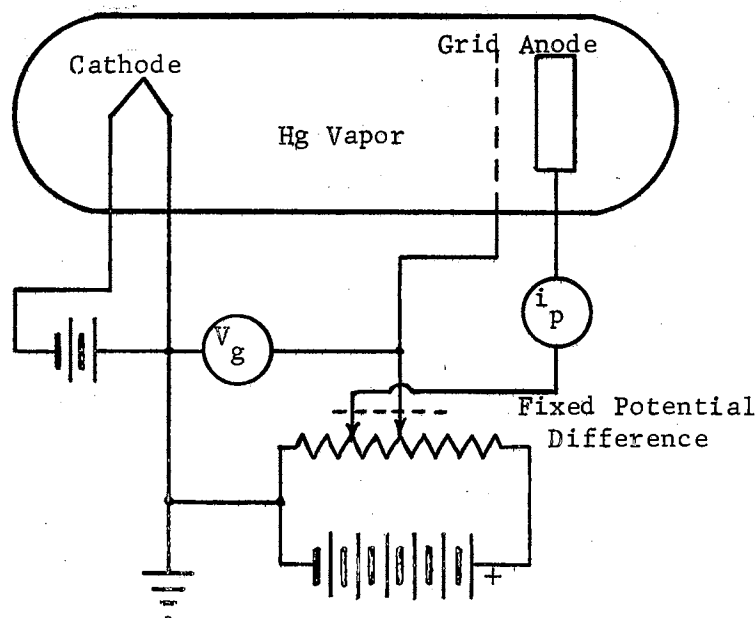 Grid Anode
Cathode
Hg Vapor
i p
V g
Fixed Potential
Difference
+